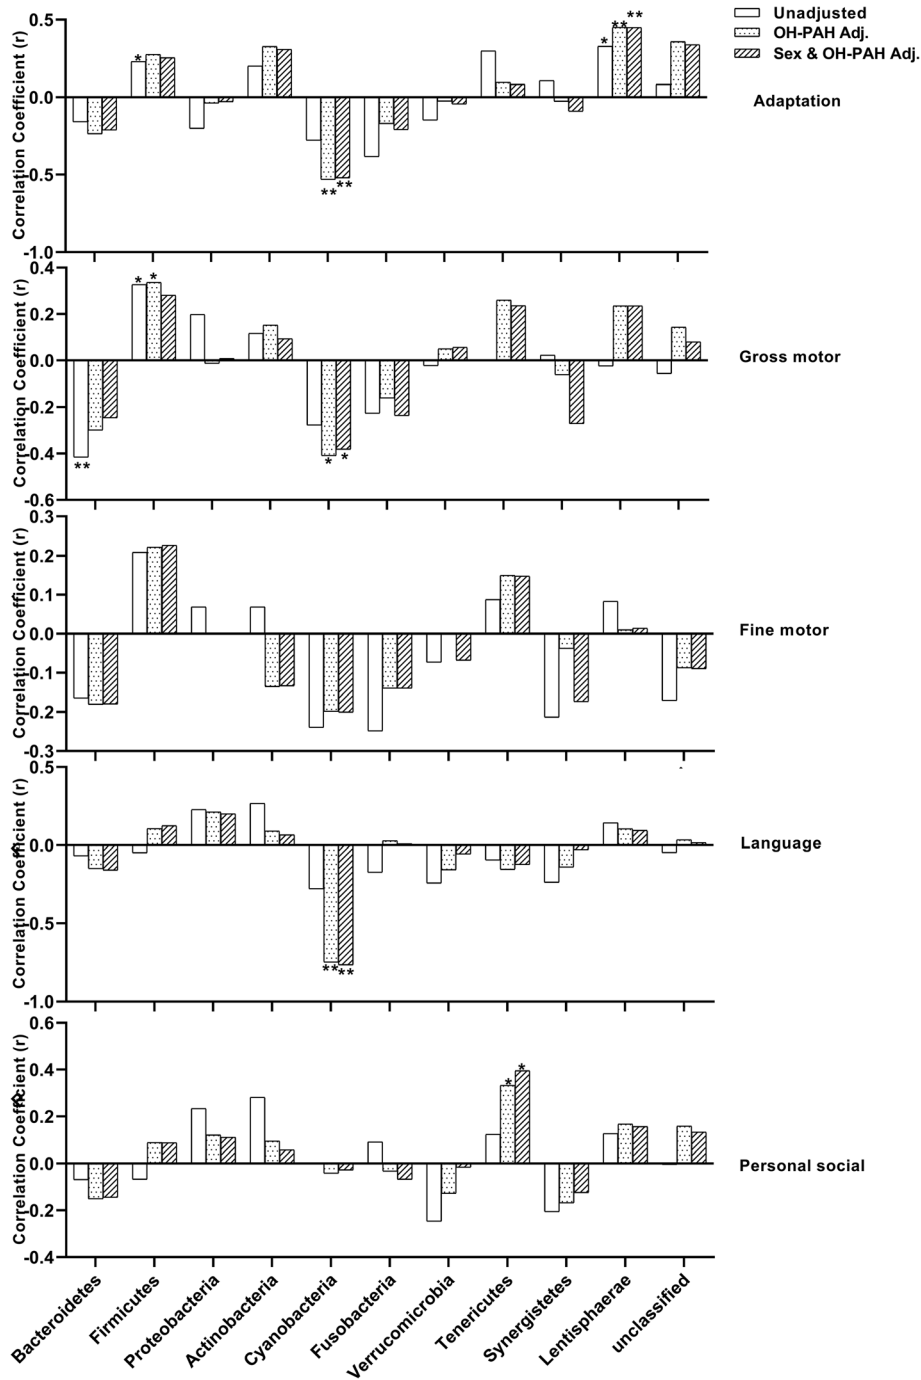 Unadjusted
OH-PAH Adj.
Sex & OH-PAH Adj.
Correlation Coefficient (r)
0.5
0.0
-0.5
-1.0
*
** **
* ** **
Adaptation
Correlation Coefficient (r)
0.4
0.2
0.0
-0.2
-0.4
-0.6
**
* *
* *
Gross motor
Correlation Coefficient (r)
0.3
0.2
0.1
0.0
-0.1
-0.2
-0.3
Fine motor
Correlation Coefficient (r)
0.5
0.0
-0.5
-1.0
** **
Language
Correlation Coefficient (r)
0.6
0.4
0.2
0.0
-0.2
-0.4
* *
Personal social
Bacteroidetes
Firmicutes
Proteobacteria
Actinobacteria
Cyanobacteria
Fusobacteria
Verrucomicrobia
Tenericutes
Synergistetes
Lentisphaerae
unclassified